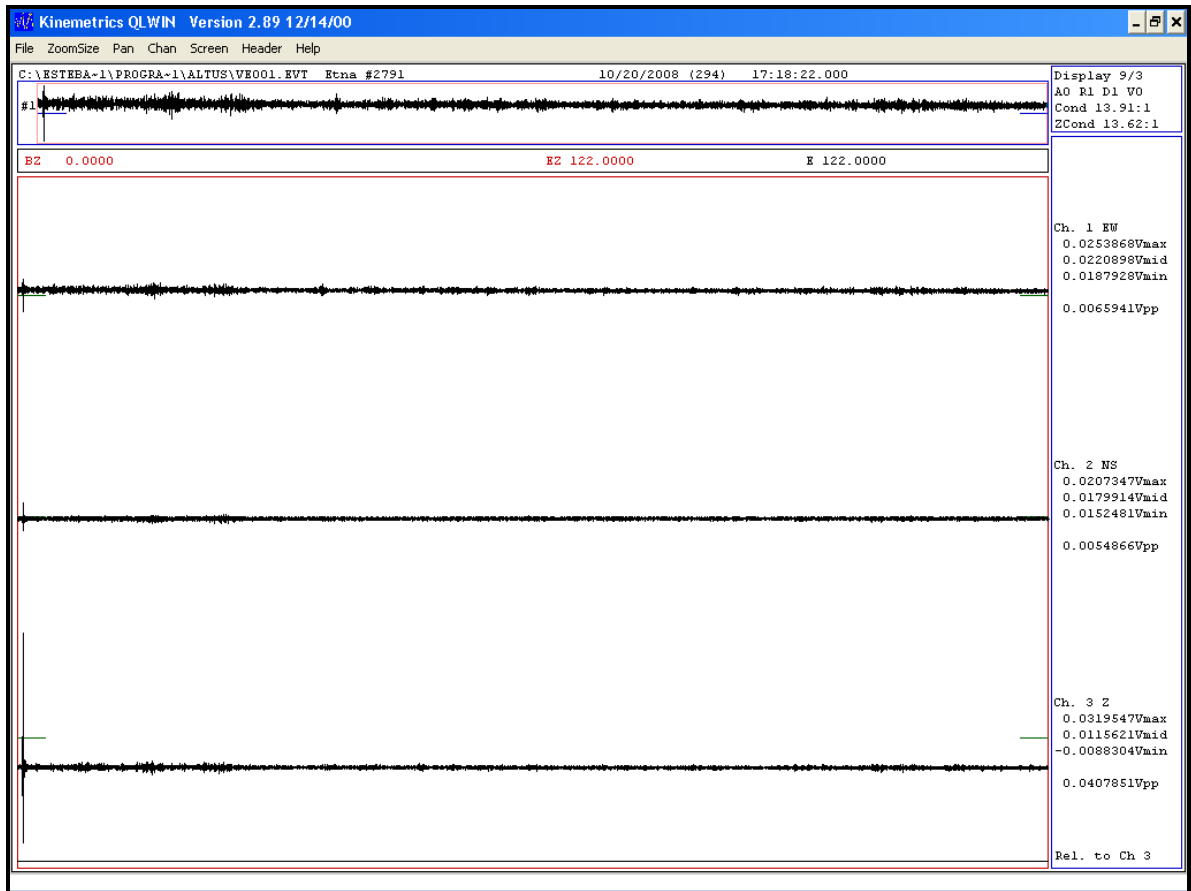 Kinemetrics QLWIN Version 2.89 12/14/00
File ZoomSize Pan Chan Screen Header Help
C:\ESTEBA~1\PROGRA~1\ALTUS\VE001.EVT Etna #2791 10/20/2008 (294) 17:18:22.000
#1
Display 9/3
A0 R1 D1 V0
Cond 13.91:1
ZCond 13.62:1
BZ 0.0000 EZ 122.0000 E 122.0000
Ch. 1 EW
0.0253868Vmax
0.0220898Vmid
0.0187928Vmin
0.0065941Vpp
Ch. 2 NS
0.0207347Vmax
0.0179914Vmid
0.0152481Vmin
0.0054866Vpp
Ch. 3 Z
0.0319547Vmax
0.0115621Vmid
-0.0088304Vmin
0.0407851Vpp
Rel. to Ch 3